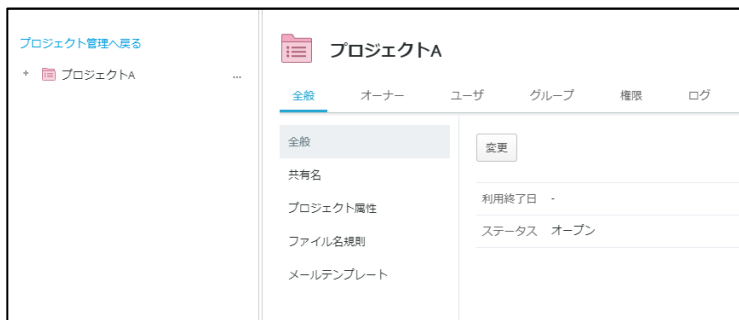 プロジェクト管理へ戻る
+ プロジェクトA ...
プロジェクトA
全般 オーナー ユーザ グループ 権限 ログ
全般
共有名
プロジェクト属性
ファイル名規則
メールテンプレート
変更
利用終了日 -
ステータス オープン